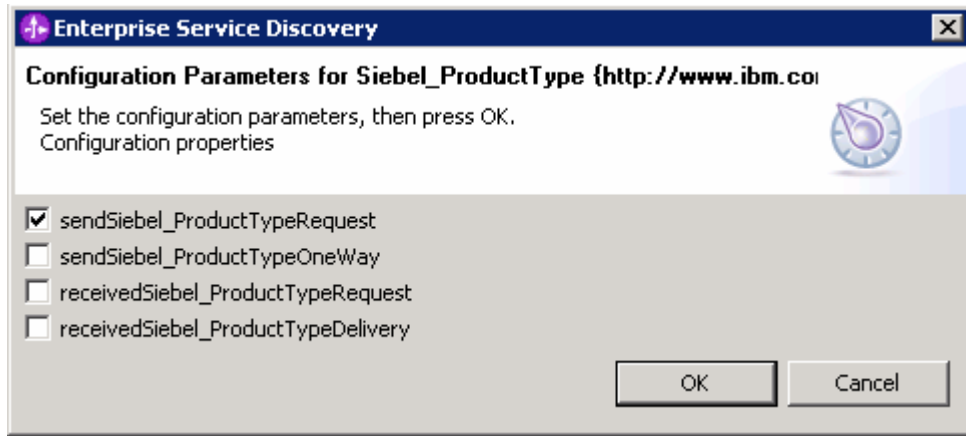 Enterprise Service Discovery
Configuration Parameters for Siebel_ProductType {http://www.ibm.co
Set the configuration parameters, then press OK.
Configuration properties
sendSiebel_ProductTypeRequest
sendSiebel_ProductTypeOneWay
receivedSiebel_ProductTypeRequest
receivedSiebel_ProductTypeDelivery
OK
Cancel